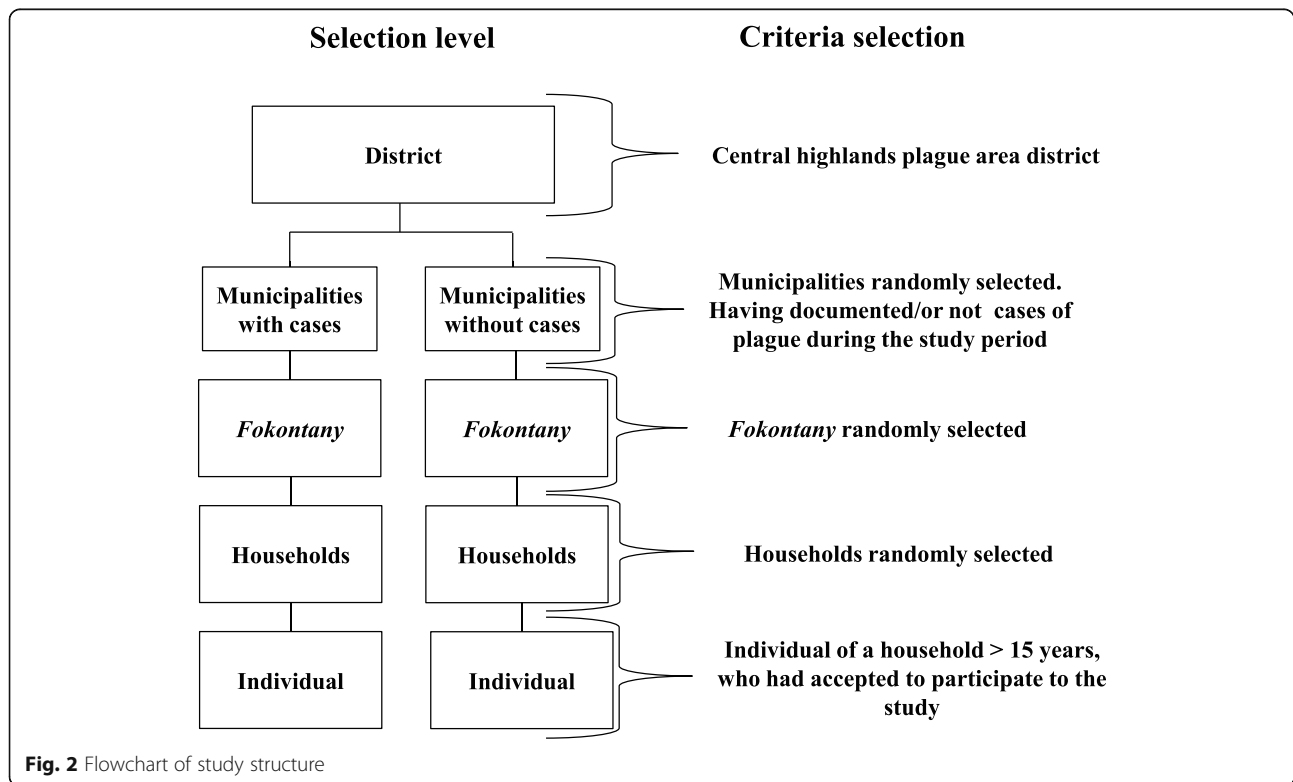 Selection level
Criteria selection
District
Central highlands plague area district
Municipalities
with cases
Municipalities
without cases
Municipalities randomly selected.
Having documented/or not cases of
plague during the study period
Fokontany
Fokontany
Fokontany randomly selected
Households
Households
Households randomly selected
Individual
Individual
Individual of a household > 15 years,
who had accepted to participate to the
study
Fig. 2 Flowchart of study structure